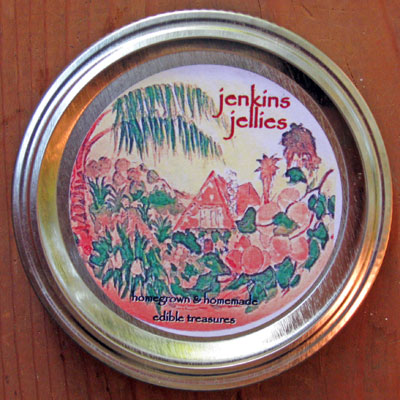 jenkins
jellies
homegrown & homemade
edible treasures